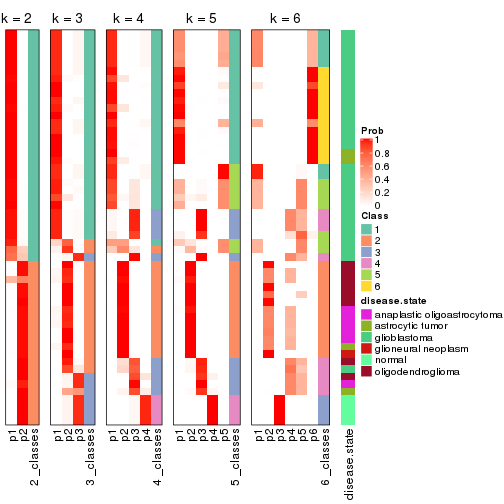 k = 2
k = 3
k = 4
k = 5
k = 6
Prob
1
0.8
0.6
0.4
0.2
0
Class
1
2
3
4
5
6
disease.state
anaplastic oligoastrocytoma
astrocytic tumor
glioblastoma
glioneural neoplasm
normal
oligodendroglioma
p1
p2
2_classes
p1
p2
p3
3_classes
p1
p2
p3
p4
4_classes
p1
p2
p3
p4
p5
5_classes
p1
p2
p3
p4
p5
p6
6_classes
disease.state